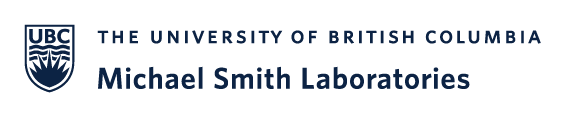 UBC
THE UNIVERSITY OF BRITISH COLUMBIA
Michael Smith Laboratories